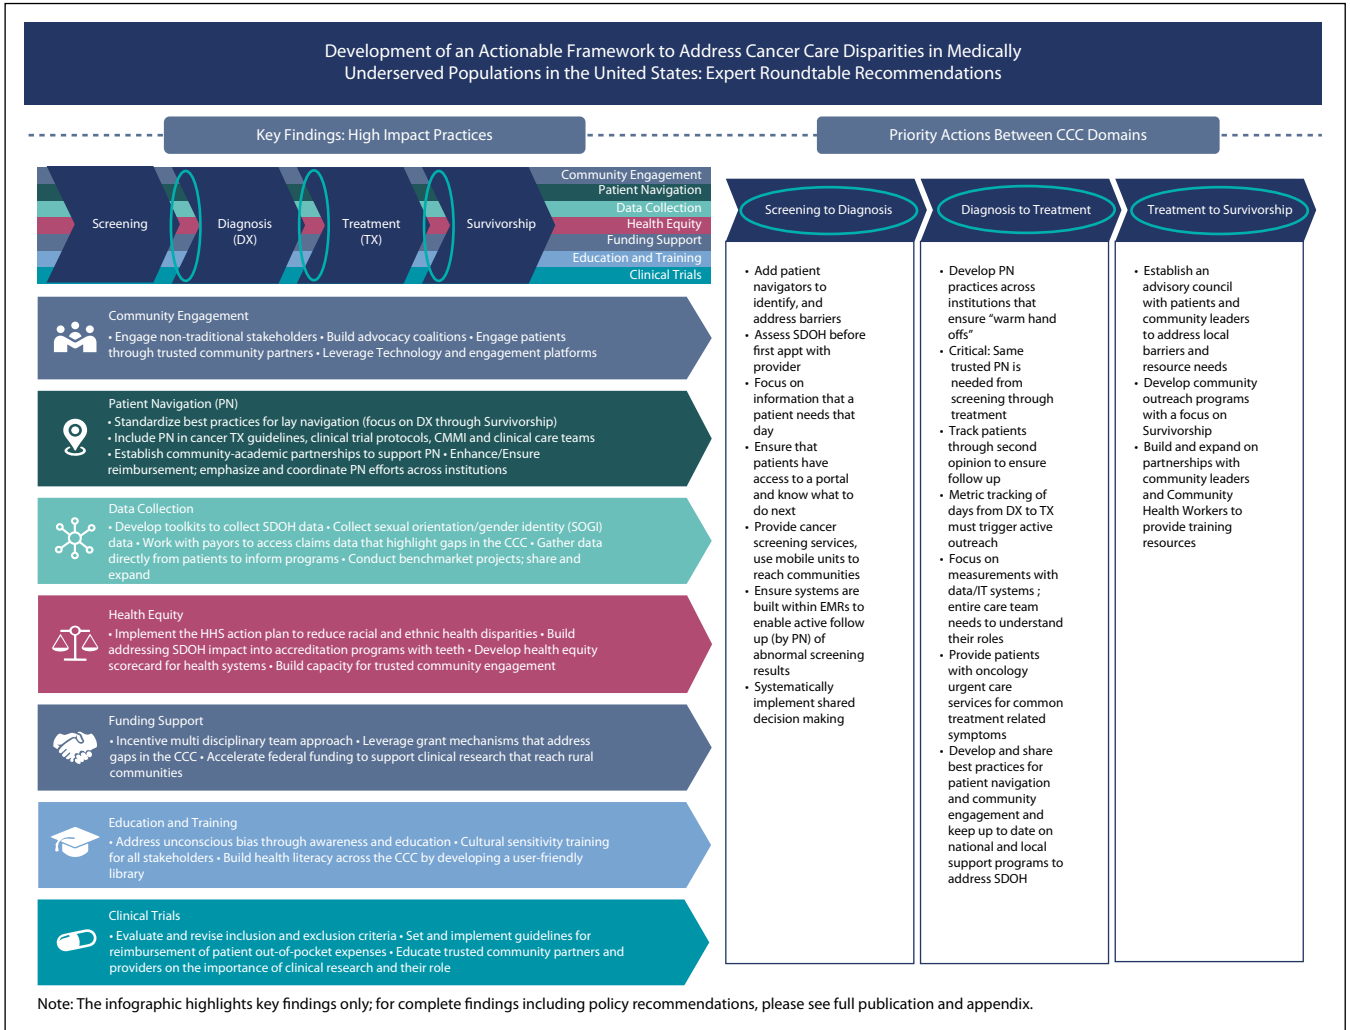 Development of an Actionable Framework to Address Cancer Care Disparities in Medically
Underserved Populations in the United States: Expert Roundtable Recommendations
Key Findings: High Impact Practices
Priority Actions Between CCC Domains
Screening
Diagnosis
(DX)
Treatment
(TX)
Survivorship
Community Engagement
Patient Navigation
Data Collection
Health Equity
Funding Support
Education and Training
Clinical Trials
Community Engagement
• Engage non-traditional stakeholders • Build advocacy coalitions • Engage patients
through trusted community partners • Leverage Technology and engagement platforms
Patient Navigation (PN)
• Standardize best practices for lay navigation (focus on DX through Survivorship)
• Include PN in cancer TX guidelines, clinical trial protocols, CMMI and clinical care teams
• Establish community-academic partnerships to support PN • Enhance/Ensure
reimbursement; emphasize and coordinate PN efforts across institutions
Data Collection
• Develop toolkits to collect SDOH data • Collect sexual orientation/gender identity (SOGI)
data • Work with payors to access claims data that highlight gaps in the CCC • Gather data
directly from patients to inform programs • Conduct benchmarket projects; share and
expand
Health Equity
• Implement the HHS action plan to reduce racial and ethnic health disparities • Build
addressing SDOH impact into accreditation programs with teeth • Develop health equity
scorecard for health systems • Build capacity for trusted community engagement
Funding Support
• Incentive multi disciplinary team approach • Leverage grant mechanisms that address
gaps in the CCC • Accelerate federal funding to support clinical research that reach rural
communities
Education and Training
• Address unconscious bias through awareness and education • Cultural sensitivity training
for all stakeholders • Build health literacy across the CCC by developing a user-friendly
library
Clinical Trials
• Evaluate and revise inclusion and exclusion criteria • Set and implement guidelines for
reimbursement of patient out-of-pocket expenses • Educate trusted community partners and
providers on the importance of clinical research and their role
Screening to Diagnosis
• Add patient
navigators to
identify, and
address barriers
• Assess SDOH before
first appt with
provider
• Focus on
information that a
patient needs that
day
• Ensure that
patients have
access to a portal
and know what to
do next
• Provide cancer
screening services,
use mobile units to
reach communities
• Ensure systems are
built within EMRs to
enable active follow
up (by PN) of
abnormal screening
results
• Systematically
implement shared
decision making
Diagnosis to Treatment
• Develop PN
practices across
institutions that
ensure “warm hand
offs”
• Critical: Same
trusted PN is
needed from
screening through
treatment
• Track patients
through second
opinion to ensure
follow up
• Metric tracking of
days from DX to TX
must trigger active
outreach
• Focus on
measurements with
data/IT systems ;
entire care team
needs to understand
their roles
• Provide patients
with oncology
urgent care
services for common
treatment related
symptoms
• Develop and share
best practices for
patient navigation
and community
engagement and
keep up to date on
national and local
support programs to
address SDOH
Treatment to Survivorship
• Establish an
advisory council
with patients and
community leaders
to address local
barriers and
resource needs
• Develop community
outreach programs
with a focus on
Survivorship
• Build and expand on
partnerships with
community leaders
and Community
Health Workers to
provide training
resources
Note: The infographic highlights key findings only; for complete findings including policy recommendations, please see full publication and appendix.